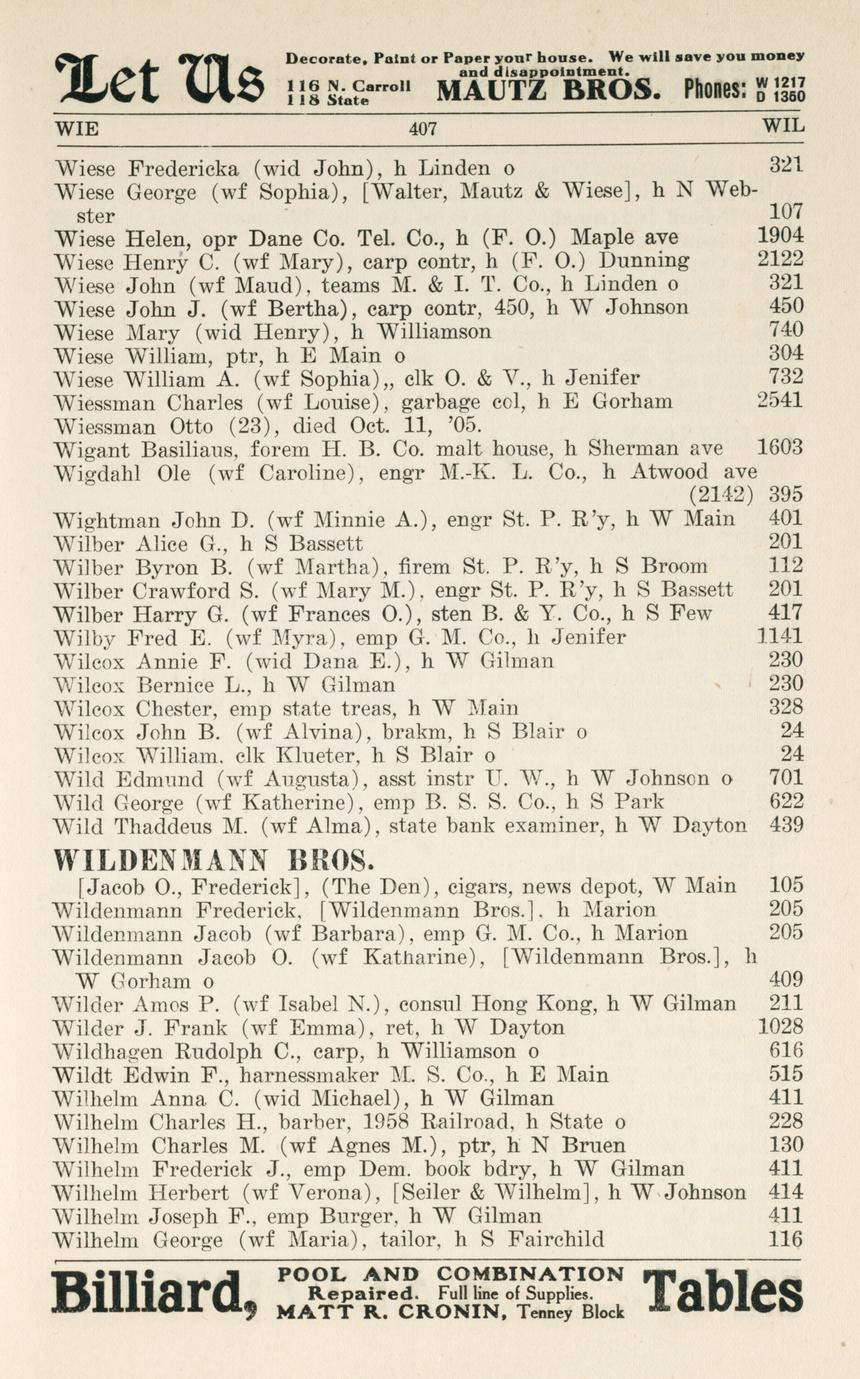 Let Us
Decorate, Paint or Paper your house. We will save you money
and disappointment.
116 N. Carroll
118 State
MAUTZ BROS.
Phones: W 1217
D 1360
WIE 407 WIL
Wiese Fredericka (wid John), h Linden o 321
Wiese George (wf Sophia), [Walter, Mautz & Wiese], h N Web-
ster 107
Wiese Helen, opr Dane Co. Tel. Co., h (F. O.) Maple ave 1904
Wiese Henry C. (wf Mary), carp contr, h (F. O.) Dunning 2122
Wiese John (wf Maud), teams M. & I. T. Co., h Linden o 321
Wiese John J. (wf Bertha), carp contr, 450, h W Johnson 450
Wiese Mary (wid Henry), h Williamson 740
Wiese William, ptr, h E Main o 304
Wiese William A. (wf Sophia),, clk O. & V., h Jenifer 732
Wiessman Charles (wf Louise), garbage col, h E Gorham 2541
Wiessman Otto (23), died Oct. 11, '05.
Wigant Basiliaus, forem H. B. Co. malt house, h Sherman ave 1603
Wigdahl Ole (wf Caroline), engr M.-K. L. Co., h Atwood ave
(2142) 395
Wightman John D. (wf Minnie A.), engr St. P. R'y, h W Main 401
Wilber Alice G., h S Bassett 201
Wilber Byron B. (wf Martha), firem St. P. R'y, h S Broom 112
Wilber Crawford S. (wf Mary M.), engr St. P. R'y, h S Bassett 201
Wilber Harry G. (wf Frances O.), sten B. & Y. Co., h S Few 417
Wilby Fred E. (wf Myra), emp G. M. Co., h Jenifer 1141
Wilcox Annie F. (wid Dana E.), h W Gilman 230
Wilcox Bernice L., h W Gilman 230
Wilcox Chester, emp state treas, h W Main 328
Wilcox John B. (wf Alvina), brakm, h S Blair o 24
Wilcox William. clk Klueter, h S Blair o 24
Wild Edmund (wf Augusta), asst instr U. W., h W Johnson o 701
Wild George (wf Katherine), emp B. S. S. Co., h S Park 622
Wild Thaddeus M. (wf Alma), state bank examiner, h W Dayton 439
WILDENMANN BROS.
[Jacob O., Frederick], (The Den), cigars, news depot, W Main 105
Wildenmann Frederick, [Wildenmann Bros.], h Marion 205
Wildenmann Jacob (wf Barbara), emp G. M. Co., h Marion 205
Wildenmann Jacob O. (wf Katharine), [Wildenmann Bros.], h
W Gorham o 409
Wilder Amos P. (wf Isabel N.), consul Hong Kong, h W Gilman 211
Wilder J. Frank (wf Emma), ret, h W Dayton 1028
Wildhagen Rudolph C., carp, h Williamson o 616
Wildt Edwin F., harnessmaker M. S. Co., h E Main 515
Wilhelm Anna C. (wid Michael), h W Gilman 411
Wilhelm Charles H., barber, 1958 Railroad, h State o 228
Wilhelm Charles M. (wf Agnes M.), ptr, h N Bruen 130
Wilhelm Frederick J., emp Dem. book bdry, h W Gilman 411
Wilhelm Herbert (wf Verona), [Seiler & Wilhelm], h W Johnson 414
Wilhelm Joseph F., emp Burger, h W Gilman 411
Wilhelm George (wf Maria), tailor, h S Fairchild 116
Billiard,
POOL AND COMBINATION
Repaired. Full line of Supplies.
MATT R. CRONIN, Tenney Block
Tables